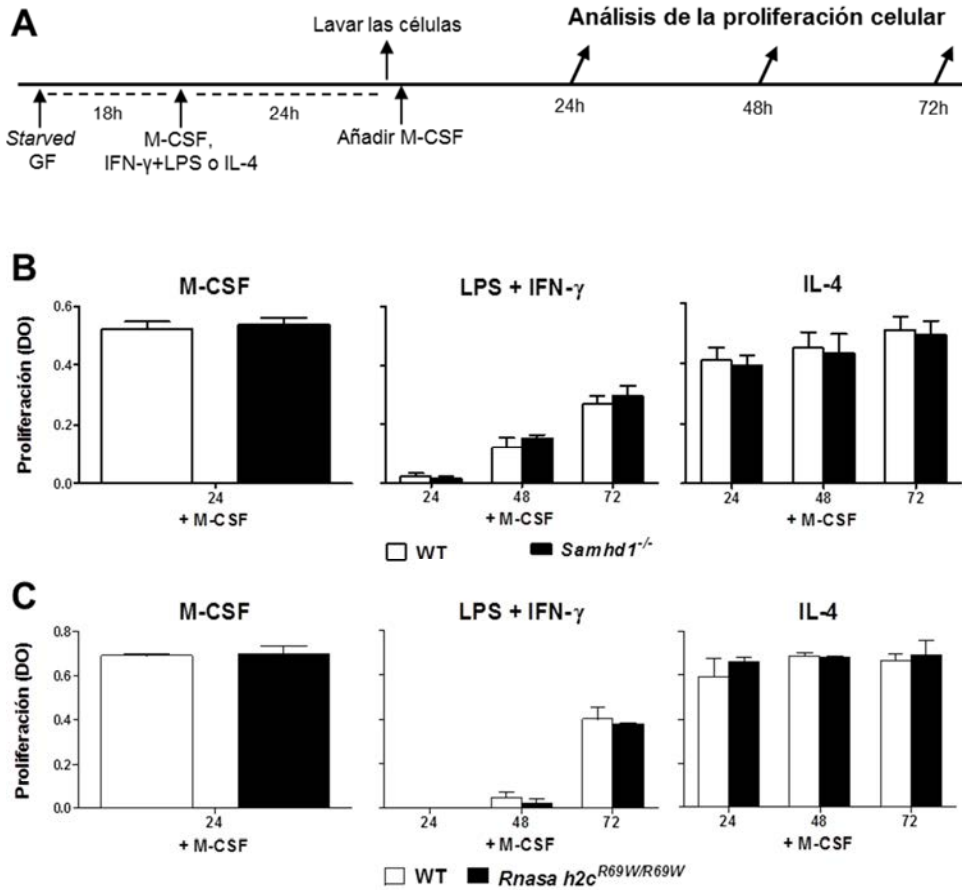 A
Análisis de la proliferación celular
Lavar las células
18h
24h
24h
48h
72h
Starved
GF
M-CSF,
IFN-γ+LPS o IL-4
Añadir M-CSF
B
M-CSF
LPS + IFN-γ
IL-4
Proliferación (DO)
0.6
0.4
0.2
0.0
24
+ M-CSF
24
48
72
+ M-CSF
24
48
72
+ M-CSF
WT
Samhd1-/-
C
M-CSF
LPS + IFN-γ
IL-4
Proliferación (DO)
0.8
0.6
0.4
0.2
0.0
24
+ M-CSF
24
48
72
+ M-CSF
24
48
72
+ M-CSF
WT
Rnasa h2cR69W/R69W